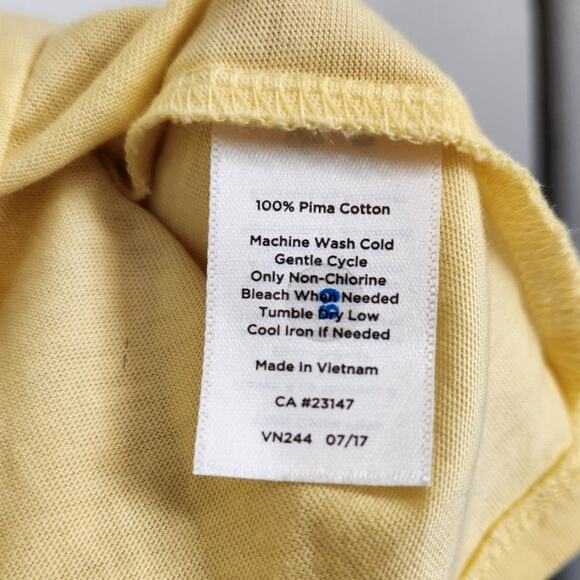 100% Pima Cotton
Machine Wash Cold
Gentle Cycle
Only Non-Chlorine
Bleach When Needed
Tumble Dry Low
Cool Iron If Needed
Made In Vietnam
CA #23147
VN244 07/17